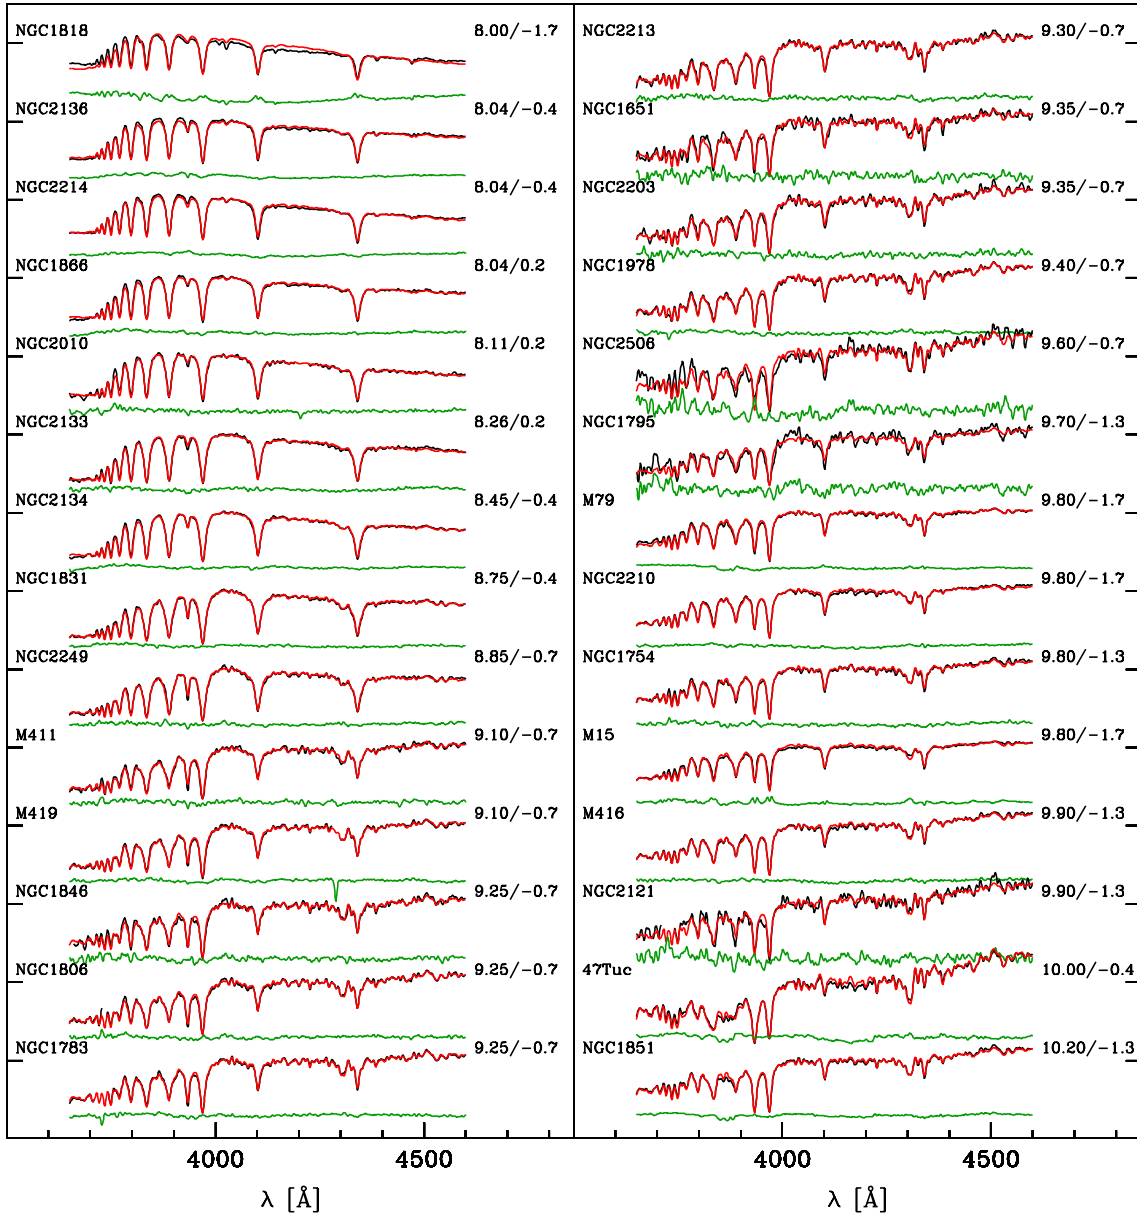 NGC1818 8.00/-1.7
NGC2136 8.04/-0.4
NGC2214 8.04/-0.4
NGC1866 8.04/0.2
NGC2010 8.11/0.2
NGC2133 8.26/0.2
NGC2134 8.45/-0.4
NGC1831 8.75/-0.4
NGC2249 8.85/-0.7
M411 9.10/-0.7
M419 9.10/-0.7
NGC1846 9.25/-0.7
NGC1806 9.25/-0.7
NGC1783 9.25/-0.7
4000 4500
λ [Å]
NGC2213 9.30/-0.7
NGC1651 9.35/-0.7
NGC2203 9.35/-0.7
NGC1978 9.40/-0.7
NGC2506 9.60/-0.7
NGC1795 9.70/-1.3
M79 9.80/-1.7
NGC2210 9.80/-1.7
NGC1754 9.80/-1.3
M15 9.80/-1.7
M416 9.90/-1.3
NGC2121 9.90/-1.3
47Tuc 10.00/-0.4
NGC1851 10.20/-1.3
4000 4500
λ [Å]